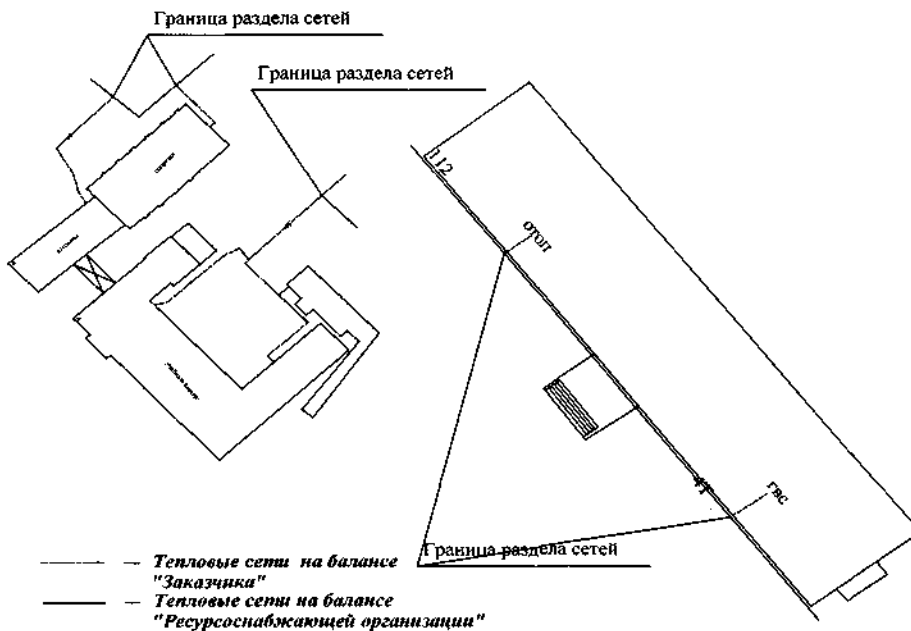 Граница раздела сетей
Граница раздела сетей
112
отоп
гвс
Граница раздела сетей
— Тепловые сети на балансе
"Заказчика"
— Тепловые сети на балансе
"Ресурсоснабжающей организации"